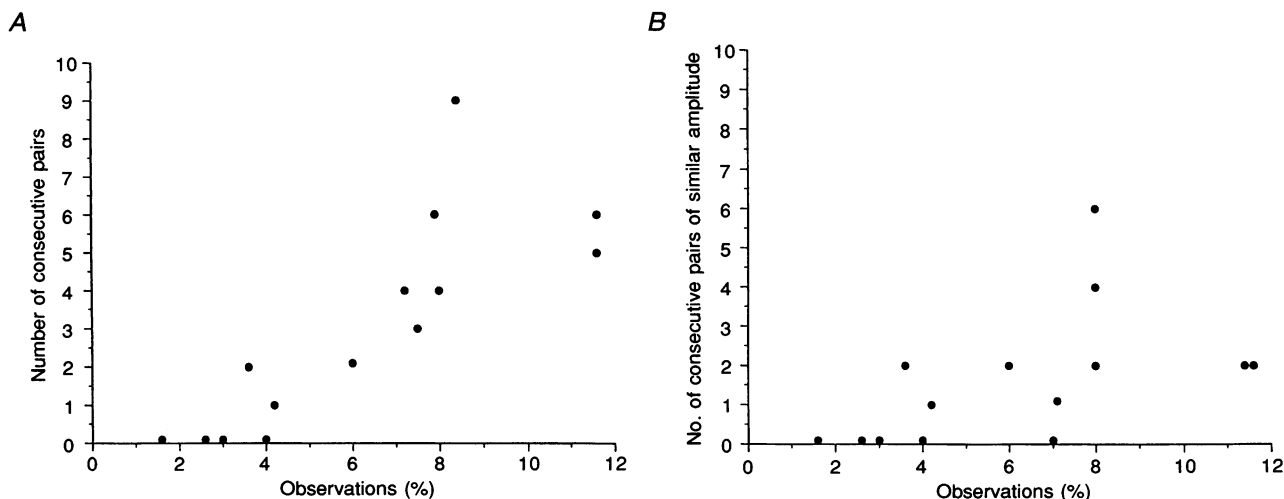 A
Number of consecutive pairs
10
9
8
7
6
5
4
3
2
1
0
0 2 4 6 8 10 12
Observations (%)
B
No. of consecutive pairs of similar amplitude
10
9
8
7
6
5
4
3
2
1
0
0 2 4 6 8 10 12
Observations (%)